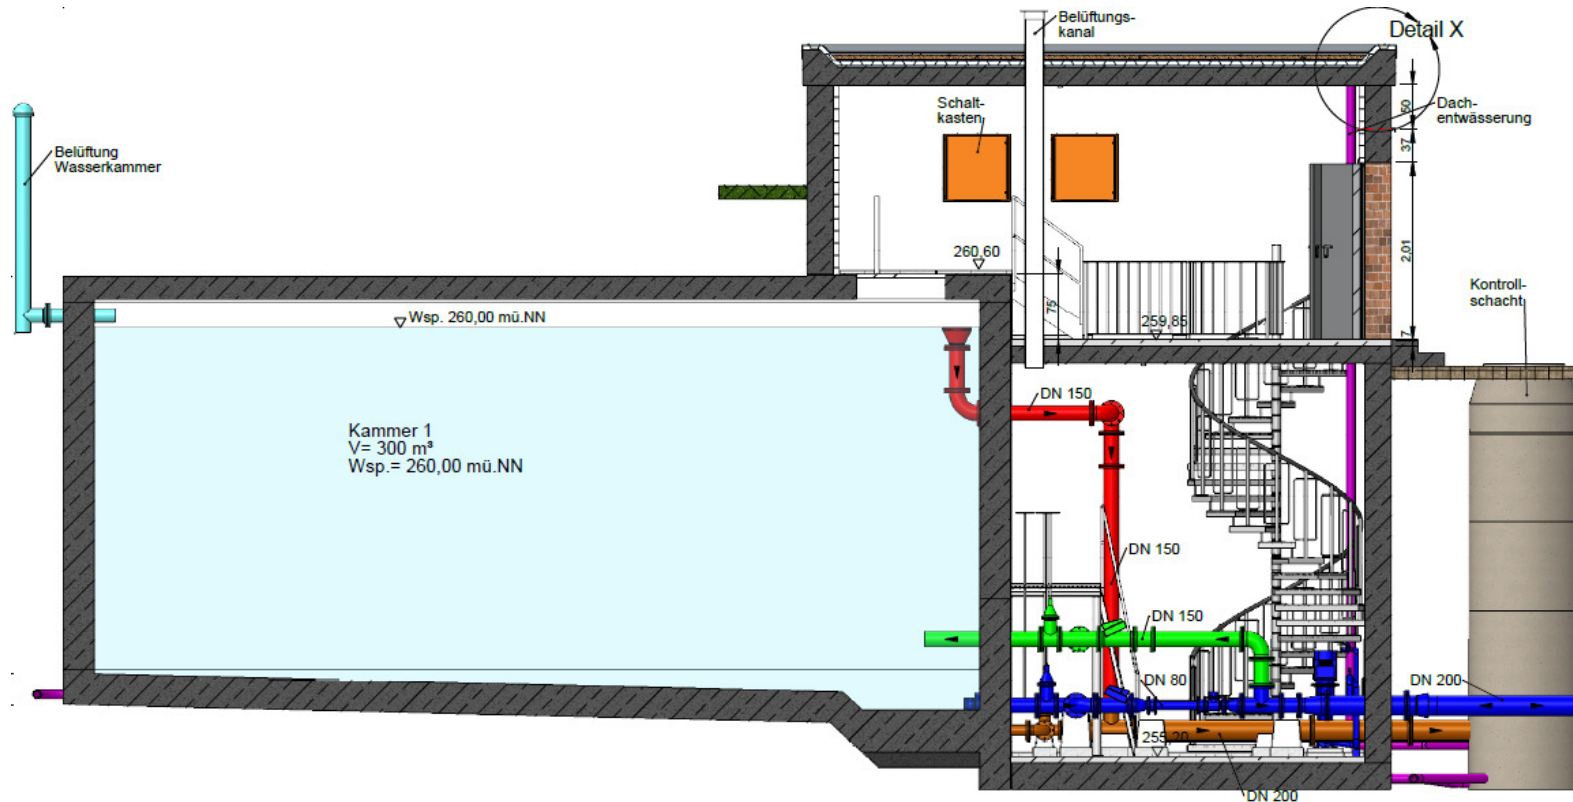 Belüftungs-
kanal
Detail X
Schalt-
kasten
Dach-
entwässerung
50
37
Belüftung
Wasserkammer
2,01
260,60
Kontroll-
schacht
75
Wsp. 260,00 mü.NN
259,85
7
DN 150
Kammer 1
V= 300 m³
Wsp.= 260,00 mü.NN
DN 150
DN 150
DN 80
DN 200
255,20
DN 200